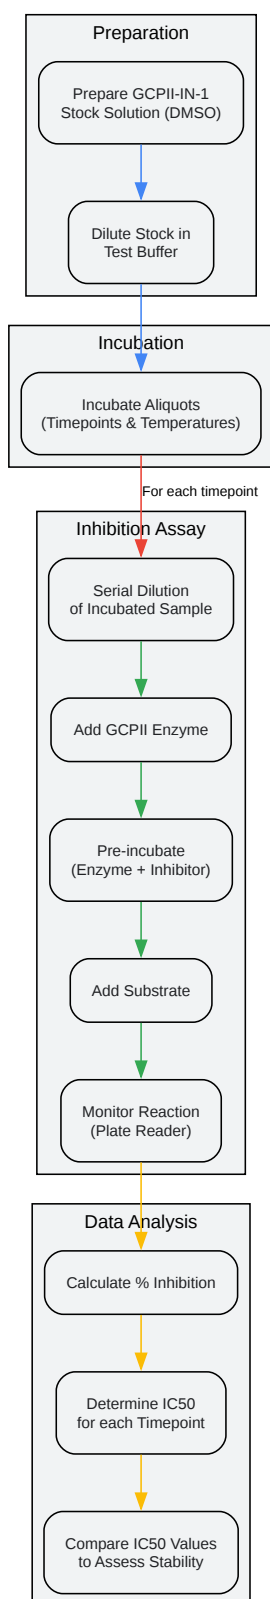 Preparation
Prepare GCPII-IN-1
Stock Solution (DMSO)
Dilute Stock in
Test Buffer
Incubation
Incubate Aliquots
(Timepoints & Temperatures)
For each timepoint
Inhibition Assay
Serial Dilution
of Incubated Sample
Add GCPII Enzyme
Pre-incubate
(Enzyme + Inhibitor)
Add Substrate
Monitor Reaction
(Plate Reader)
Data Analysis
Calculate % Inhibition
Determine IC50
for each Timepoint
Compare IC50 Values
to Assess Stability